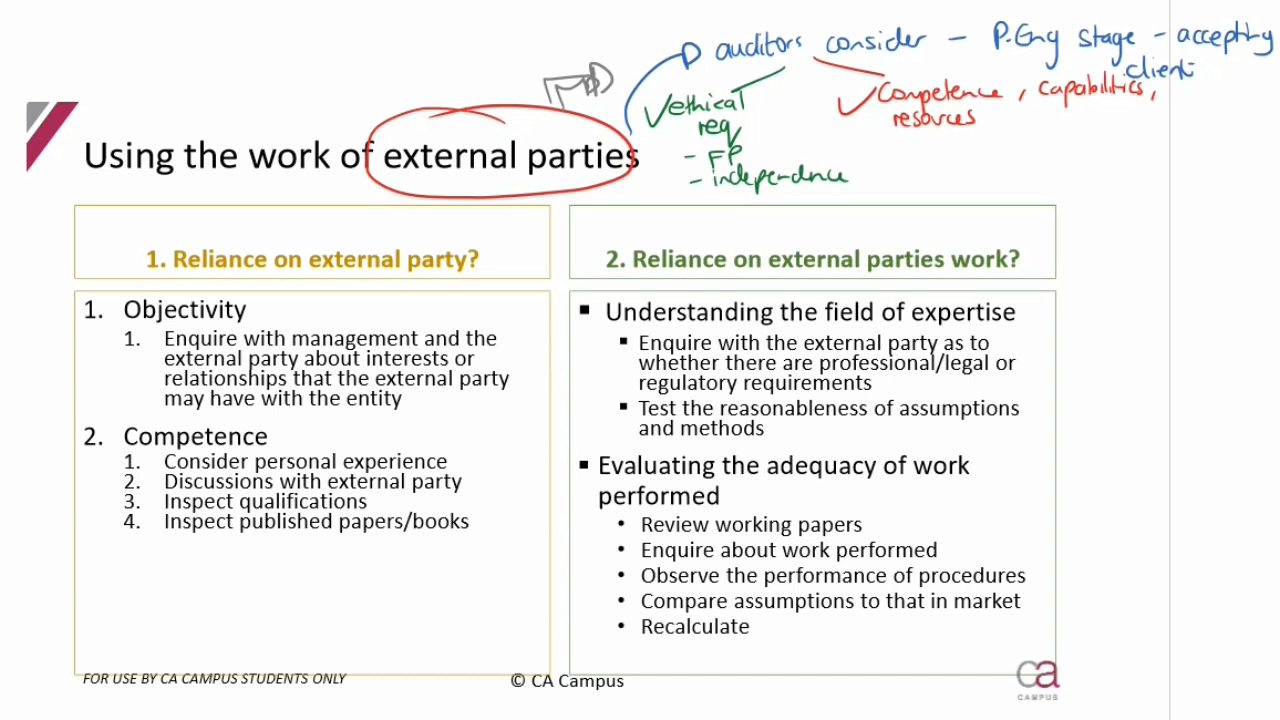 auditors consider - P.Eng stage - accepting
client
✓ ethical
req
- FP
- independence
✓ Competence, capabilities,
resources
Using the work of external parties
1. Reliance on external party?
1. Objectivity
1. Enquire with management and the
external party about interests or
relationships that the external party
may have with the entity
2. Competence
1. Consider personal experience
2. Discussions with external party
3. Inspect qualifications
4. Inspect published papers/books
2. Reliance on external parties work?
▪ Understanding the field of expertise
▪ Enquire with the external party as to
whether there are professional/legal or
regulatory requirements
▪ Test the reasonableness of assumptions
and methods
▪ Evaluating the adequacy of work
performed
• Review working papers
• Enquire about work performed
• Observe the performance of procedures
• Compare assumptions to that in market
• Recalculate
FOR USE BY CA CAMPUS STUDENTS ONLY
© CA Campus
ca
CAMPUS